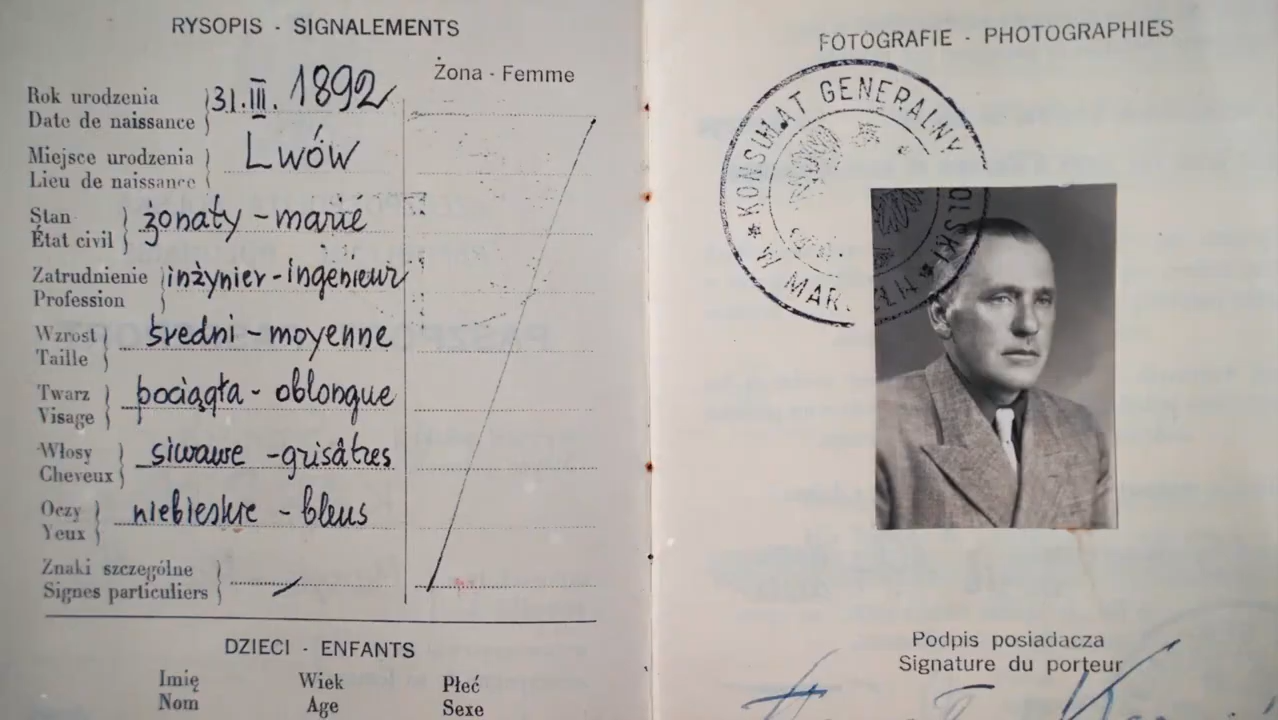 RYSOPIS - SIGNALEMENTS
Żona - Femme
Rok urodzenia
Date de naissance
31.III. 1892
Miejsce urodzenia
Lieu de naissance
Lwów
Stan
État civil
żonaty - marié
Zatrudnienie
Profession
inżynier - ingénieur
Wzrost
Taille
średni - moyenne
Twarz
Visage
pociągła - oblongue
Włosy
Cheveux
siwawe - grisâtres
Oczy
Yeux
niebieskie - bleus
Znaki szczególne
Signes particuliers
DZIECI - ENFANTS
Imię Wiek Płeć
Nom Age Sexe
FOTOGRAFIE - PHOTOGRAPHIES
KONSULAT GENERALNY
Podpis posiadacza
Signature du porteur